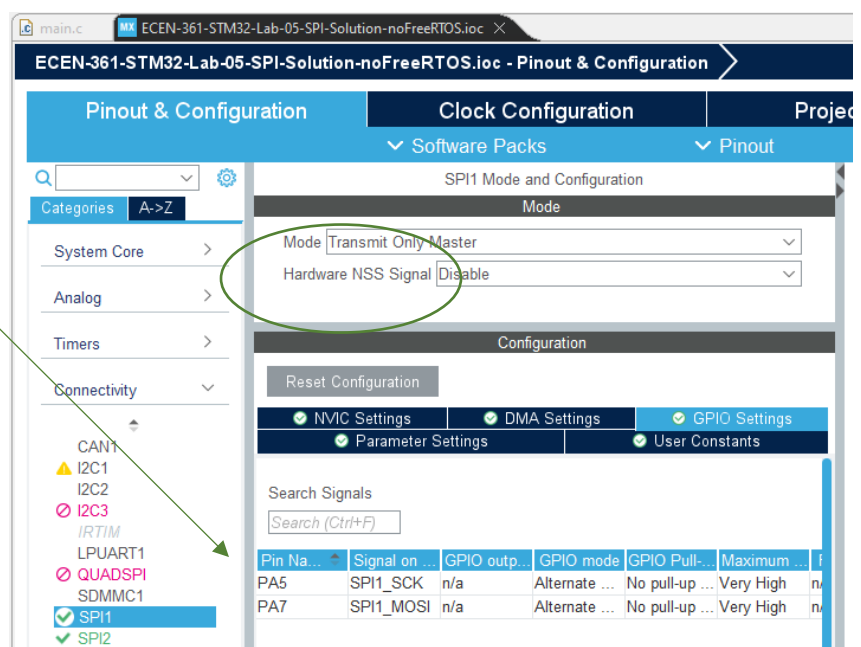 main.c
MX ECEN-361-STM32-Lab-05-SPI-Solution-noFreeRTOS.ioc
ECEN-361-STM32-Lab-05-SPI-Solution-noFreeRTOS.ioc - Pinout & Configuration
Pinout & Configuration Clock Configuration Projec
Software Packs Pinout
SPI1 Mode and Configuration
Categories A->Z
Mode
Mode Transmit Only Master
Hardware NSS Signal Disable
System Core
Analog
Timers
Connectivity
CAN1
I2C1
I2C2
I2C3
IRTIM
LPUART1
QUADSPI
SDMMC1
SPI1
SPI2
Configuration
Reset Configuration
NVIC Settings DMA Settings GPIO Settings
Parameter Settings User Constants
Search Signals
Search (Ctrl+F)
Pin Na... Signal on ... GPIO outp... GPIO mode GPIO Pull-... Maximum ... F
PA5 SPI1_SCK n/a Alternate ... No pull-up ... Very High n/
PA7 SPI1_MOSI n/a Alternate ... No pull-up ... Very High n/